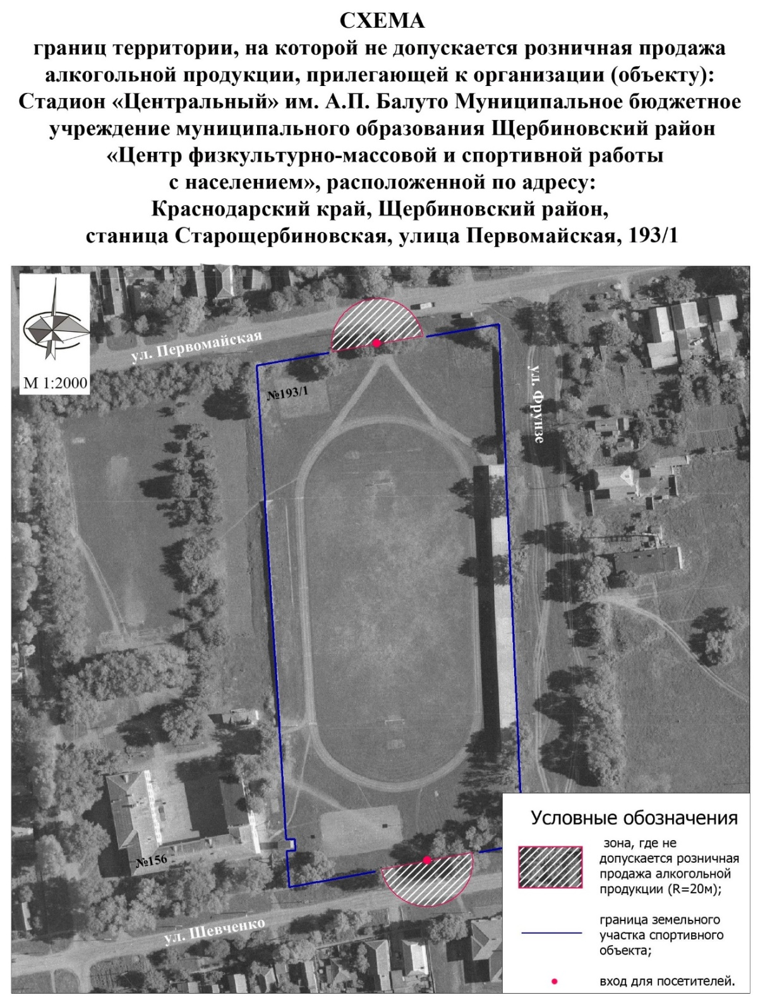 СХЕМА
границ территории, на которой не допускается розничная продажа
алкогольной продукции, прилегающей к организации (объекту):
Стадион «Центральный» им. А.П. Балуто Муниципальное бюджетное
учреждение муниципального образования Щербиновский район
«Центр физкультурно-массовой и спортивной работы
с населением», расположенной по адресу:
Краснодарский край, Щербиновский район,
станица Старощербиновская, улица Первомайская, 193/1
М 1:2000
ул. Первомайская
№193/1
ул. Фрунзе
№156
ул. Шевченко
Условные обозначения
зона, где не
допускается розничная
продажа алкогольной
продукции (R=20м);
граница земельного
участка спортивного
объекта;
вход для посетителей.